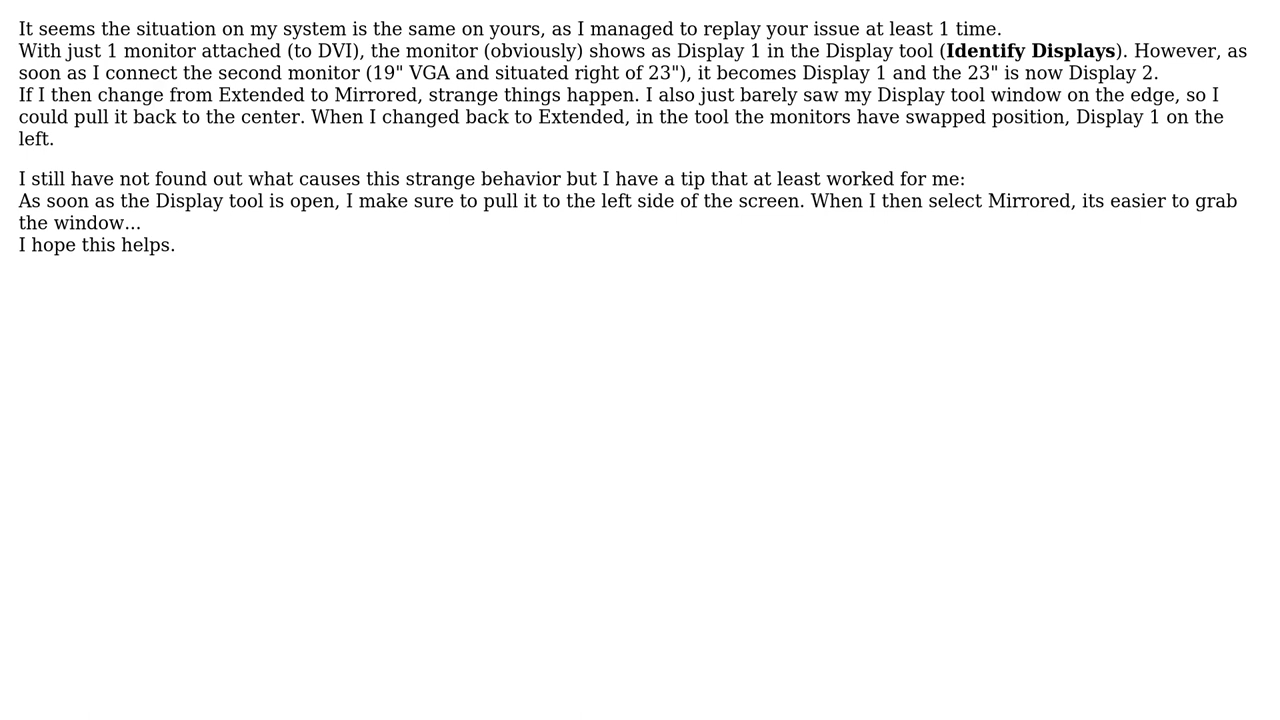 It seems the situation on my system is the same on yours, as I managed to replay your issue at least 1 time.
With just 1 monitor attached (to DVI), the monitor (obviously) shows as Display 1 in the Display tool (Identify Displays). However, as
soon as I connect the second monitor (19" VGA and situated right of 23"), it becomes Display 1 and the 23" is now Display 2.
If I then change from Extended to Mirrored, strange things happen. I also just barely saw my Display tool window on the edge, so I
could pull it back to the center. When I changed back to Extended, in the tool the monitors have swapped position, Display 1 on the
left.
I still have not found out what causes this strange behavior but I have a tip that at least worked for me:
As soon as the Display tool is open, I make sure to pull it to the left side of the screen. When I then select Mirrored, its easier to grab
the window...
I hope this helps.